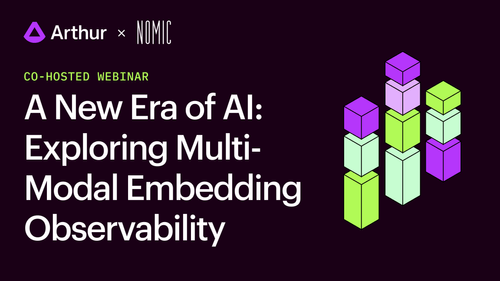 Arthur × NOMIC
CO-HOSTED WEBINAR
A New Era of AI:
Exploring Multi-
Modal Embedding
Observability